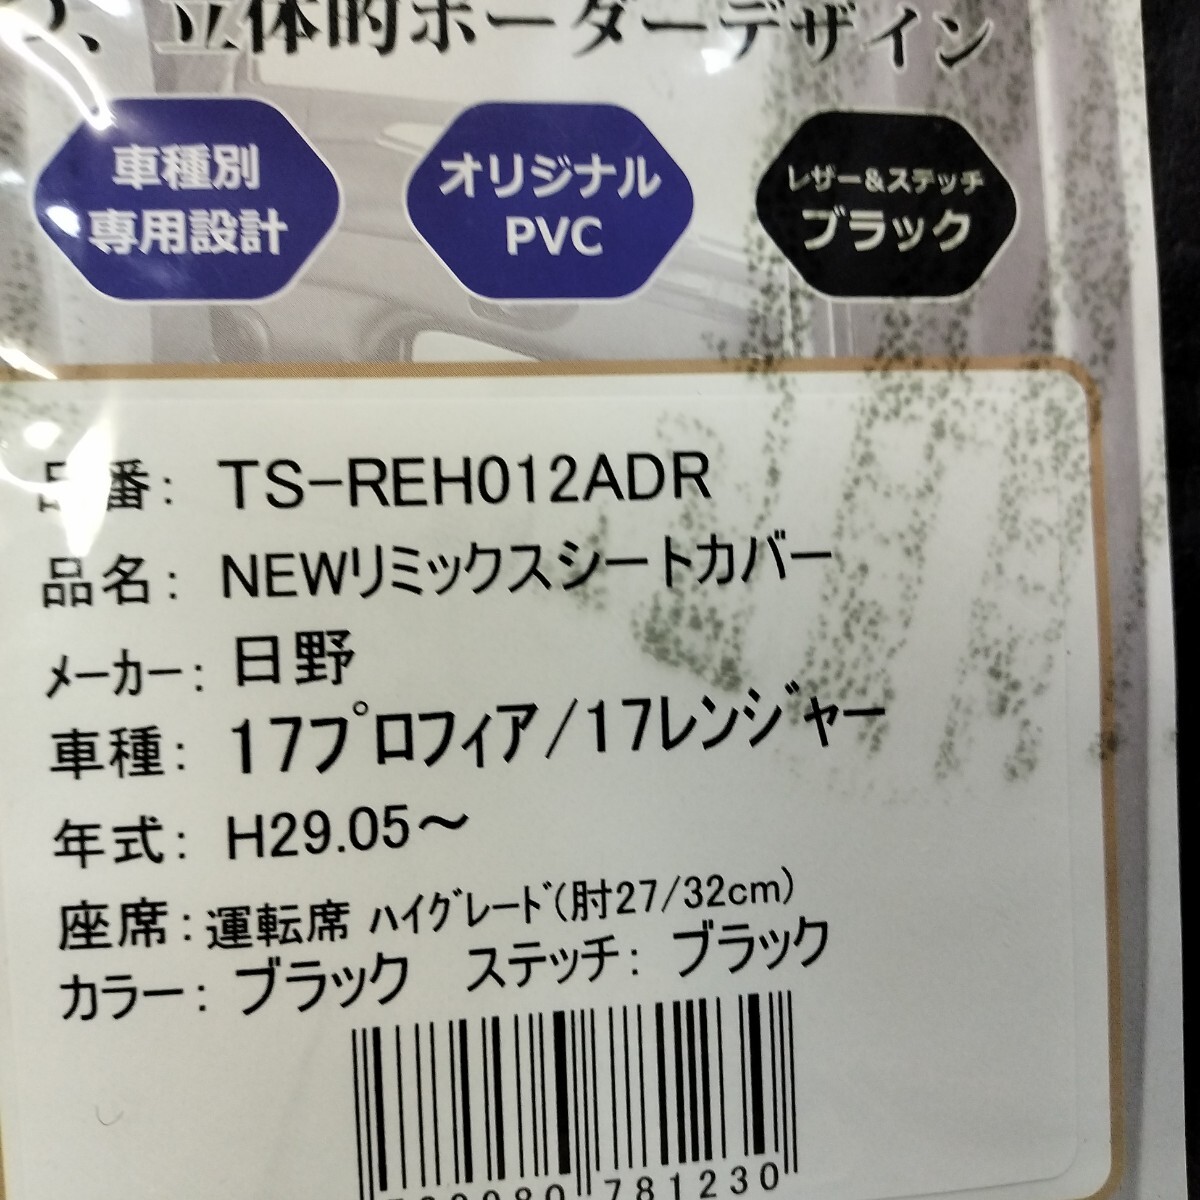 、立体的ボーダーデザイン
車種別
専用設計
オリジナル
PVC
レザー&ステッチ
ブラック
品番： TS-REH012ADR
品名： NEWリミックスシートカバー
メーカー： 日野
車種： 17プロフィア/17レンジャー
年式： H29.05〜
座席： 運転席 ハイグレード(肘27/32cm)
カラー： ブラック ステッチ： ブラック
781230